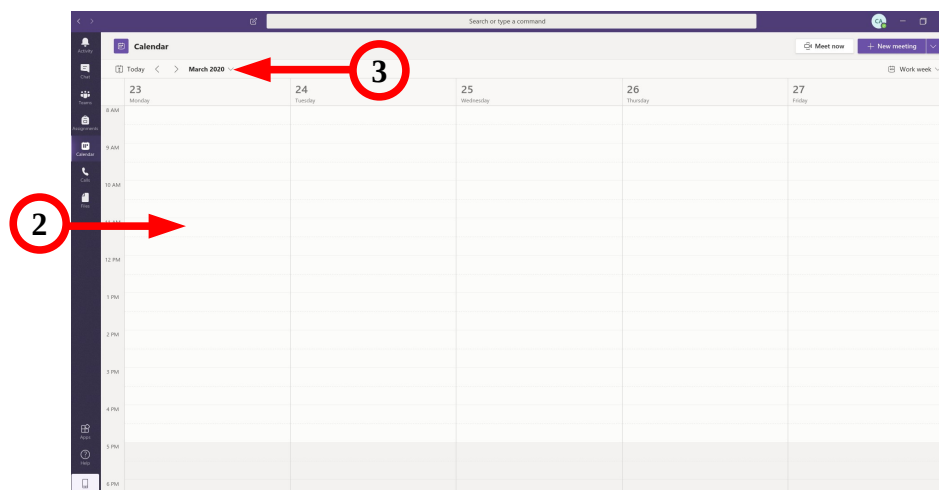 Search or type a command
CA
Activity
Calendar
Meet now
New meeting
Chat
Today
March 2020
3
Work week
Teams
23
24
25
26
27
Monday
Tuesday
Wednesday
Thursday
Friday
8 AM
Assignments
Calendar
9 AM
Calls
10 AM
Files
2
12 PM
1 PM
2 PM
3 PM
4 PM
Apps
5 PM
Help
6 PM